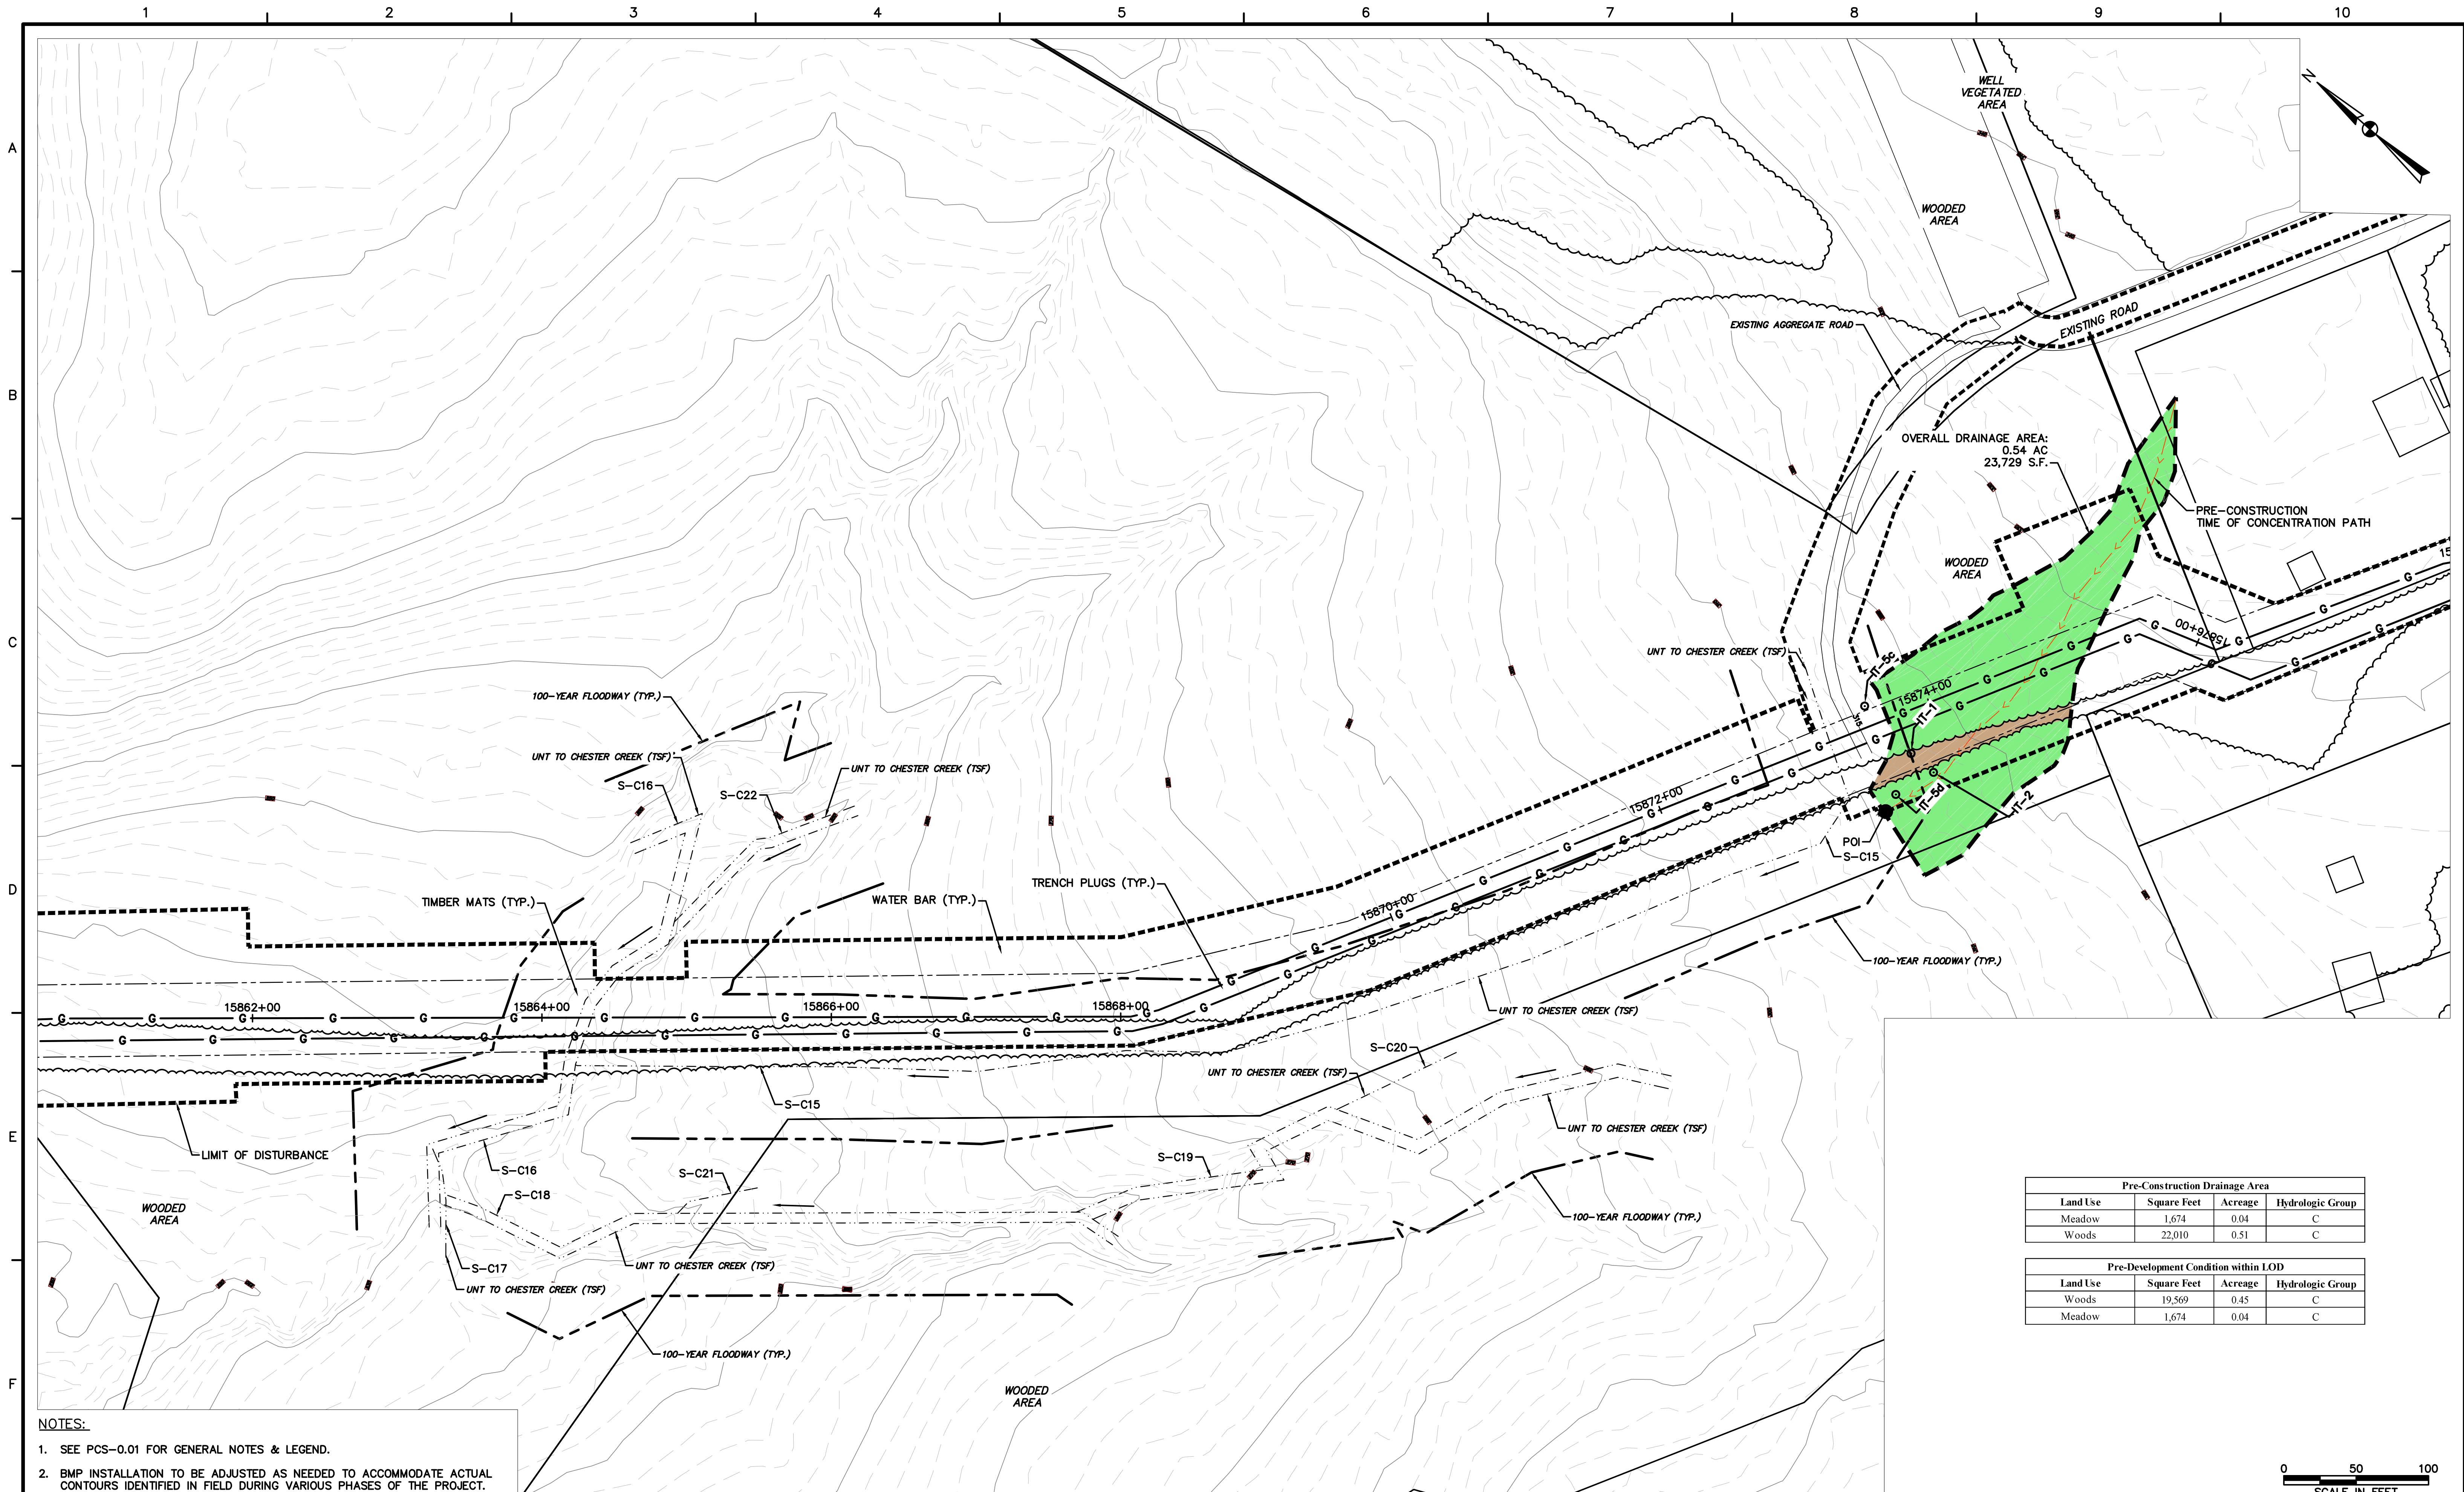 1 2 3 4 5 6 7 8 9 10
A
B
C
D
E
F
N
WELL
VEGETATED
AREA
WOODED
AREA
EXISTING AGGREGATE ROAD
EXISTING ROAD
OVERALL DRAINAGE AREA:
0.54 AC
23,729 S.F.
PRE-CONSTRUCTION
TIME OF CONCENTRATION PATH
WOODED
AREA
UNT TO CHESTER CREEK (TSF)
IT-5c
15876+00
15874+00
IT-1
IT-5d
IT-2
POI
S-C15
100-YEAR FLOODWAY (TYP.)
UNT TO CHESTER CREEK (TSF)
S-C16
S-C22
UNT TO CHESTER CREEK (TSF)
15872+00
TIMBER MATS (TYP.)
WATER BAR (TYP.)
TRENCH PLUGS (TYP.)
15870+00
100-YEAR FLOODWAY (TYP.)
15862+00
15864+00
15866+00
15868+00
UNT TO CHESTER CREEK (TSF)
G G G G G G G G G G G G G
G G G G G G G G G G G G
S-C20
UNT TO CHESTER CREEK (TSF)
S-C15
UNT TO CHESTER CREEK (TSF)
LIMIT OF DISTURBANCE
S-C16
S-C21
S-C19
S-C18
WOODED
AREA
100-YEAR FLOODWAY (TYP.)
S-C17
UNT TO CHESTER CREEK (TSF)
UNT TO CHESTER CREEK (TSF)
100-YEAR FLOODWAY (TYP.)
WOODED
AREA
Pre-Construction Drainage Area
Land Use Square Feet Acreage Hydrologic Group
Meadow 1,674 0.04 C
Woods 22,010 0.51 C
Pre-Development Condition within LOD
Land Use Square Feet Acreage Hydrologic Group
Woods 19,569 0.45 C
Meadow 1,674 0.04 C
NOTES:
1. SEE PCS-0.01 FOR GENERAL NOTES & LEGEND.
2. BMP INSTALLATION TO BE ADJUSTED AS NEEDED TO ACCOMMODATE ACTUAL
CONTOURS IDENTIFIED IN FIELD DURING VARIOUS PHASES OF THE PROJECT.
0 50 100
SCALE IN FEET